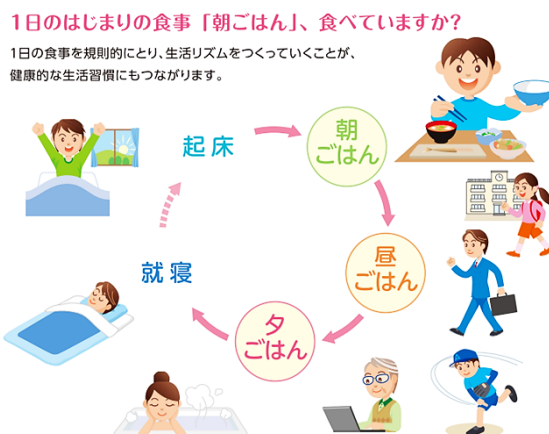 1日のはじまりの食事「朝ごはん」、食べていますか?
1日の食事を規則的にとり、生活リズムをつくっていくことが、
健康的な生活習慣にもつながります。
起床
朝
ごはん
昼
ごはん
夕
ごはん
就寝